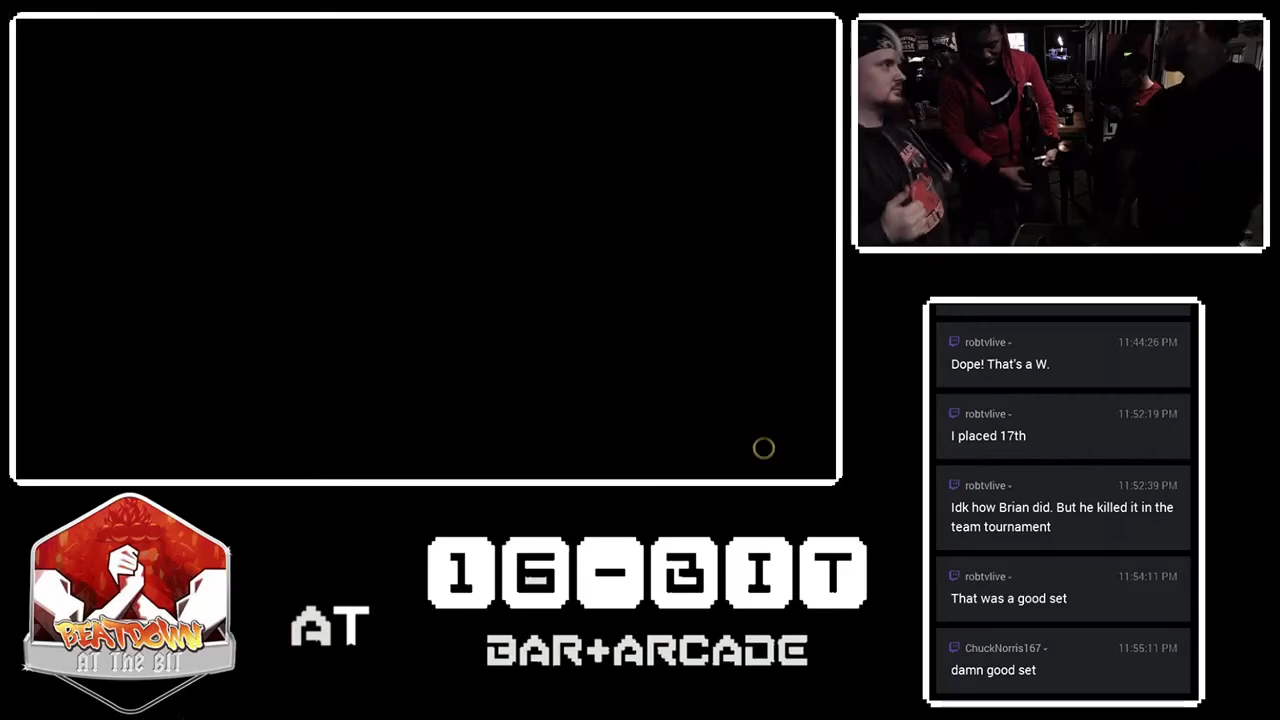 robtvlive
11:44:26 PM
Dope! That's a W.
robtvlive
11:52:19 PM
I placed 17th
robtvlive
11:52:39 PM
Idk how Brian did. But he killed it in the
team tournament
robtvlive
11:54:11 PM
That was a good set
ChuckNorris167
11:55:11 PM
damn good set
BEATDOWN
AT THE BIT
AT
16-BIT
BAR+ARCADE